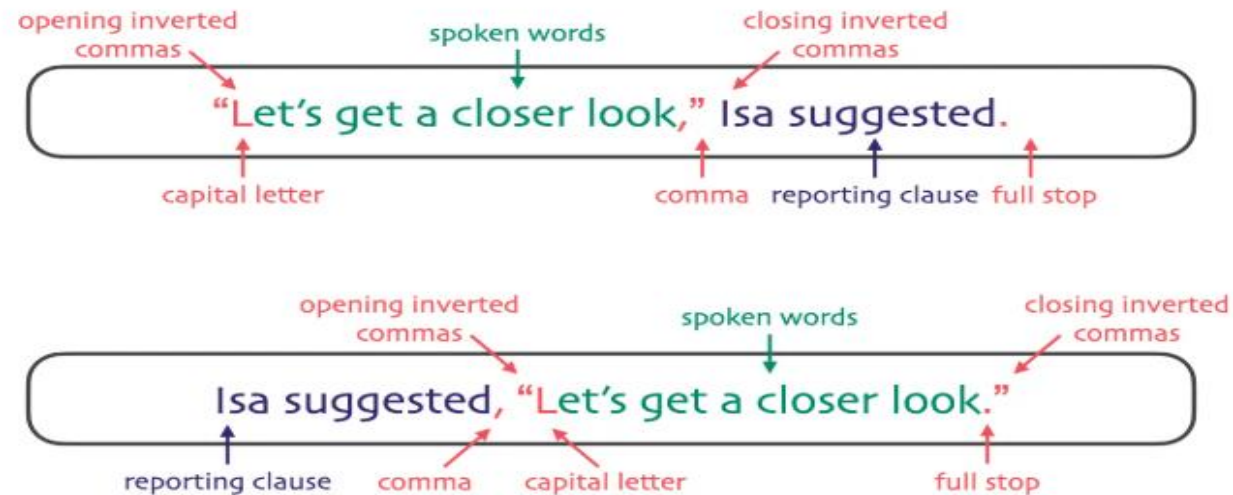 opening inverted
commas
spoken words
closing inverted
commas
“Let’s get a closer look,” Isa suggested.
capital letter
comma
reporting clause
full stop
opening inverted
commas
spoken words
closing inverted
commas
Isa suggested, “Let’s get a closer look.”
reporting clause
comma
capital letter
full stop